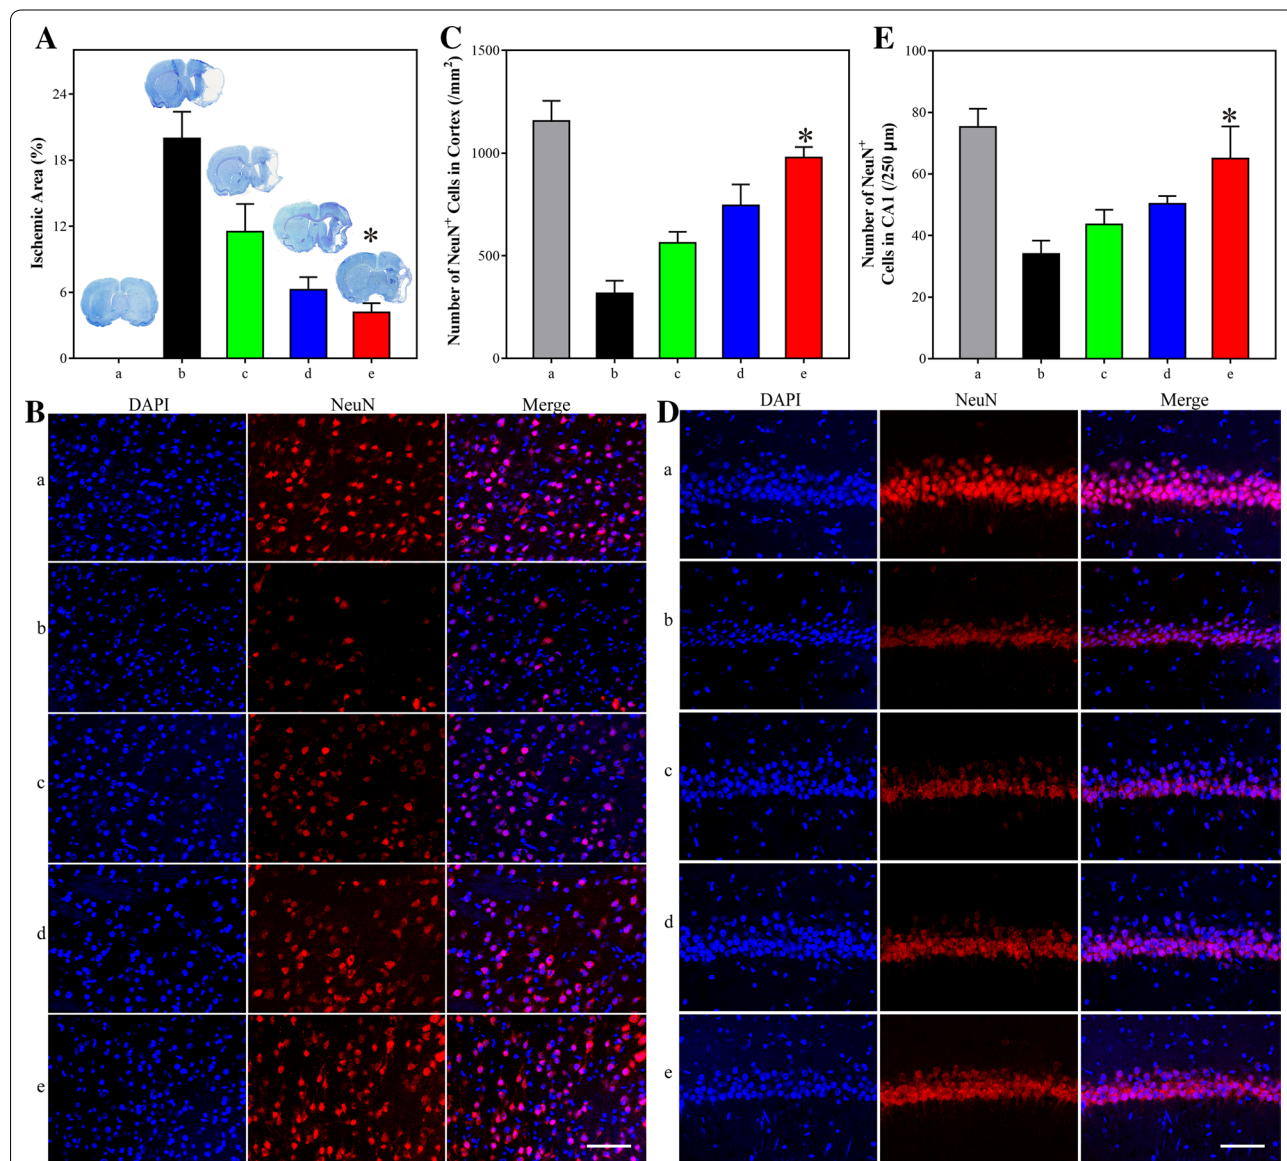 A
Ischemic Area (%)
24
18
12
6
0
a b c d e
*
C
Number of NeuN+ Cells in Cortex (/mm2)
1500
1000
500
0
a b c d e
*
E
Number of NeuN+
Cells in CA1 (/250 μm)
100
80
60
40
20
0
a b c d e
*
B
DAPI NeuN Merge
a
b
c
d
e
D
DAPI NeuN Merge
a
b
c
d
e